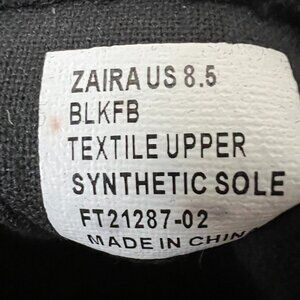 ZAIRA US 8.5
BLKFB
TEXTILE UPPER
SYNTHETIC SOLE
FT21287-02
MADE IN CHINA